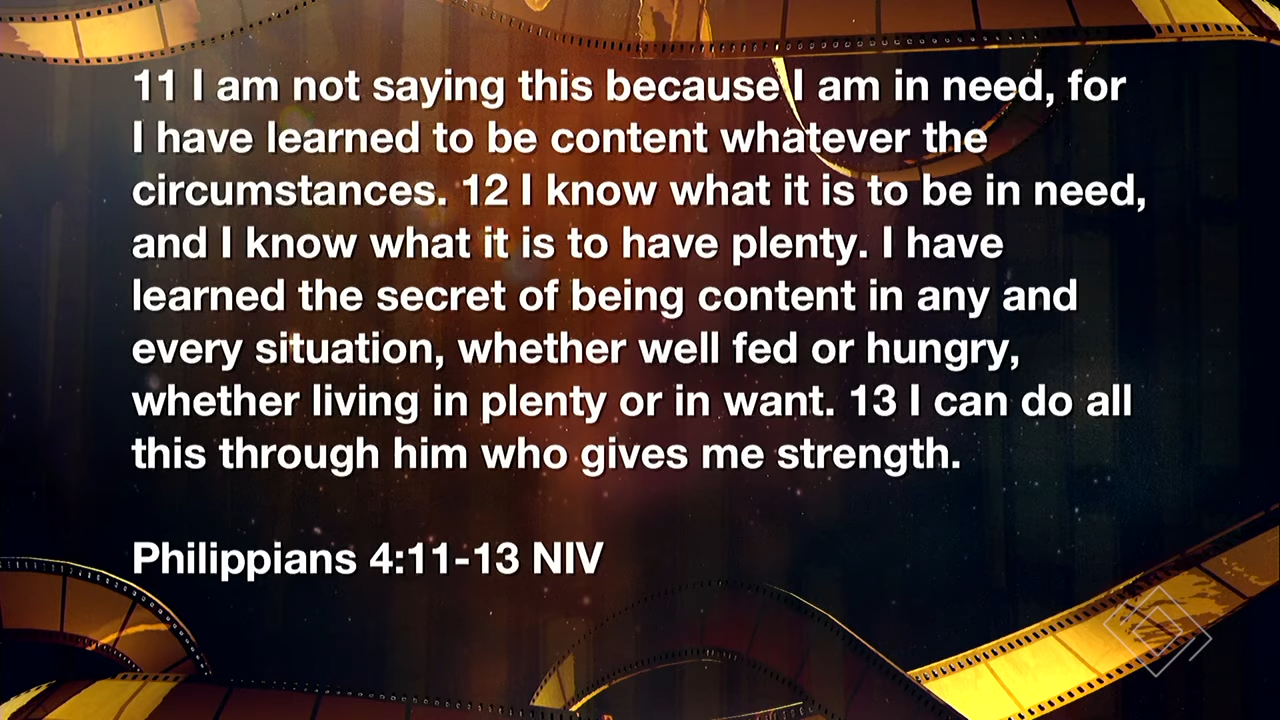 11 I am not saying this because I am in need, for
I have learned to be content whatever the
circumstances. 12 I know what it is to be in need,
and I know what it is to have plenty. I have
learned the secret of being content in any and
every situation, whether well fed or hungry,
whether living in plenty or in want. 13 I can do all
this through him who gives me strength.
Philippians 4:11-13 NIV